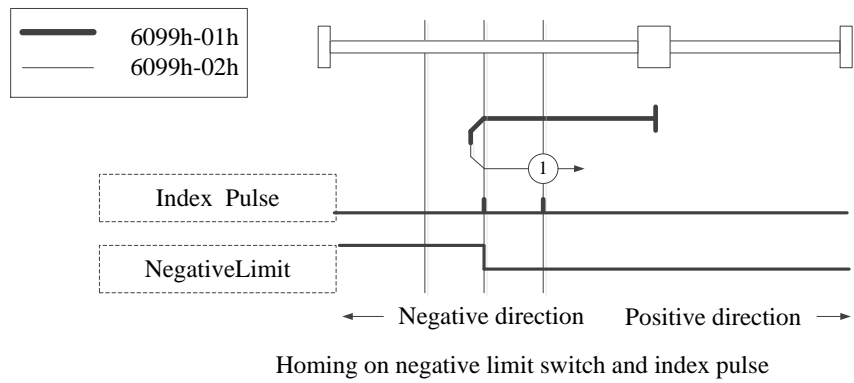 6099h-01h
6099h-02h
1
Index Pulse
NegativeLimit
Negative direction
Positive direction
Homing on negative limit switch and index pulse